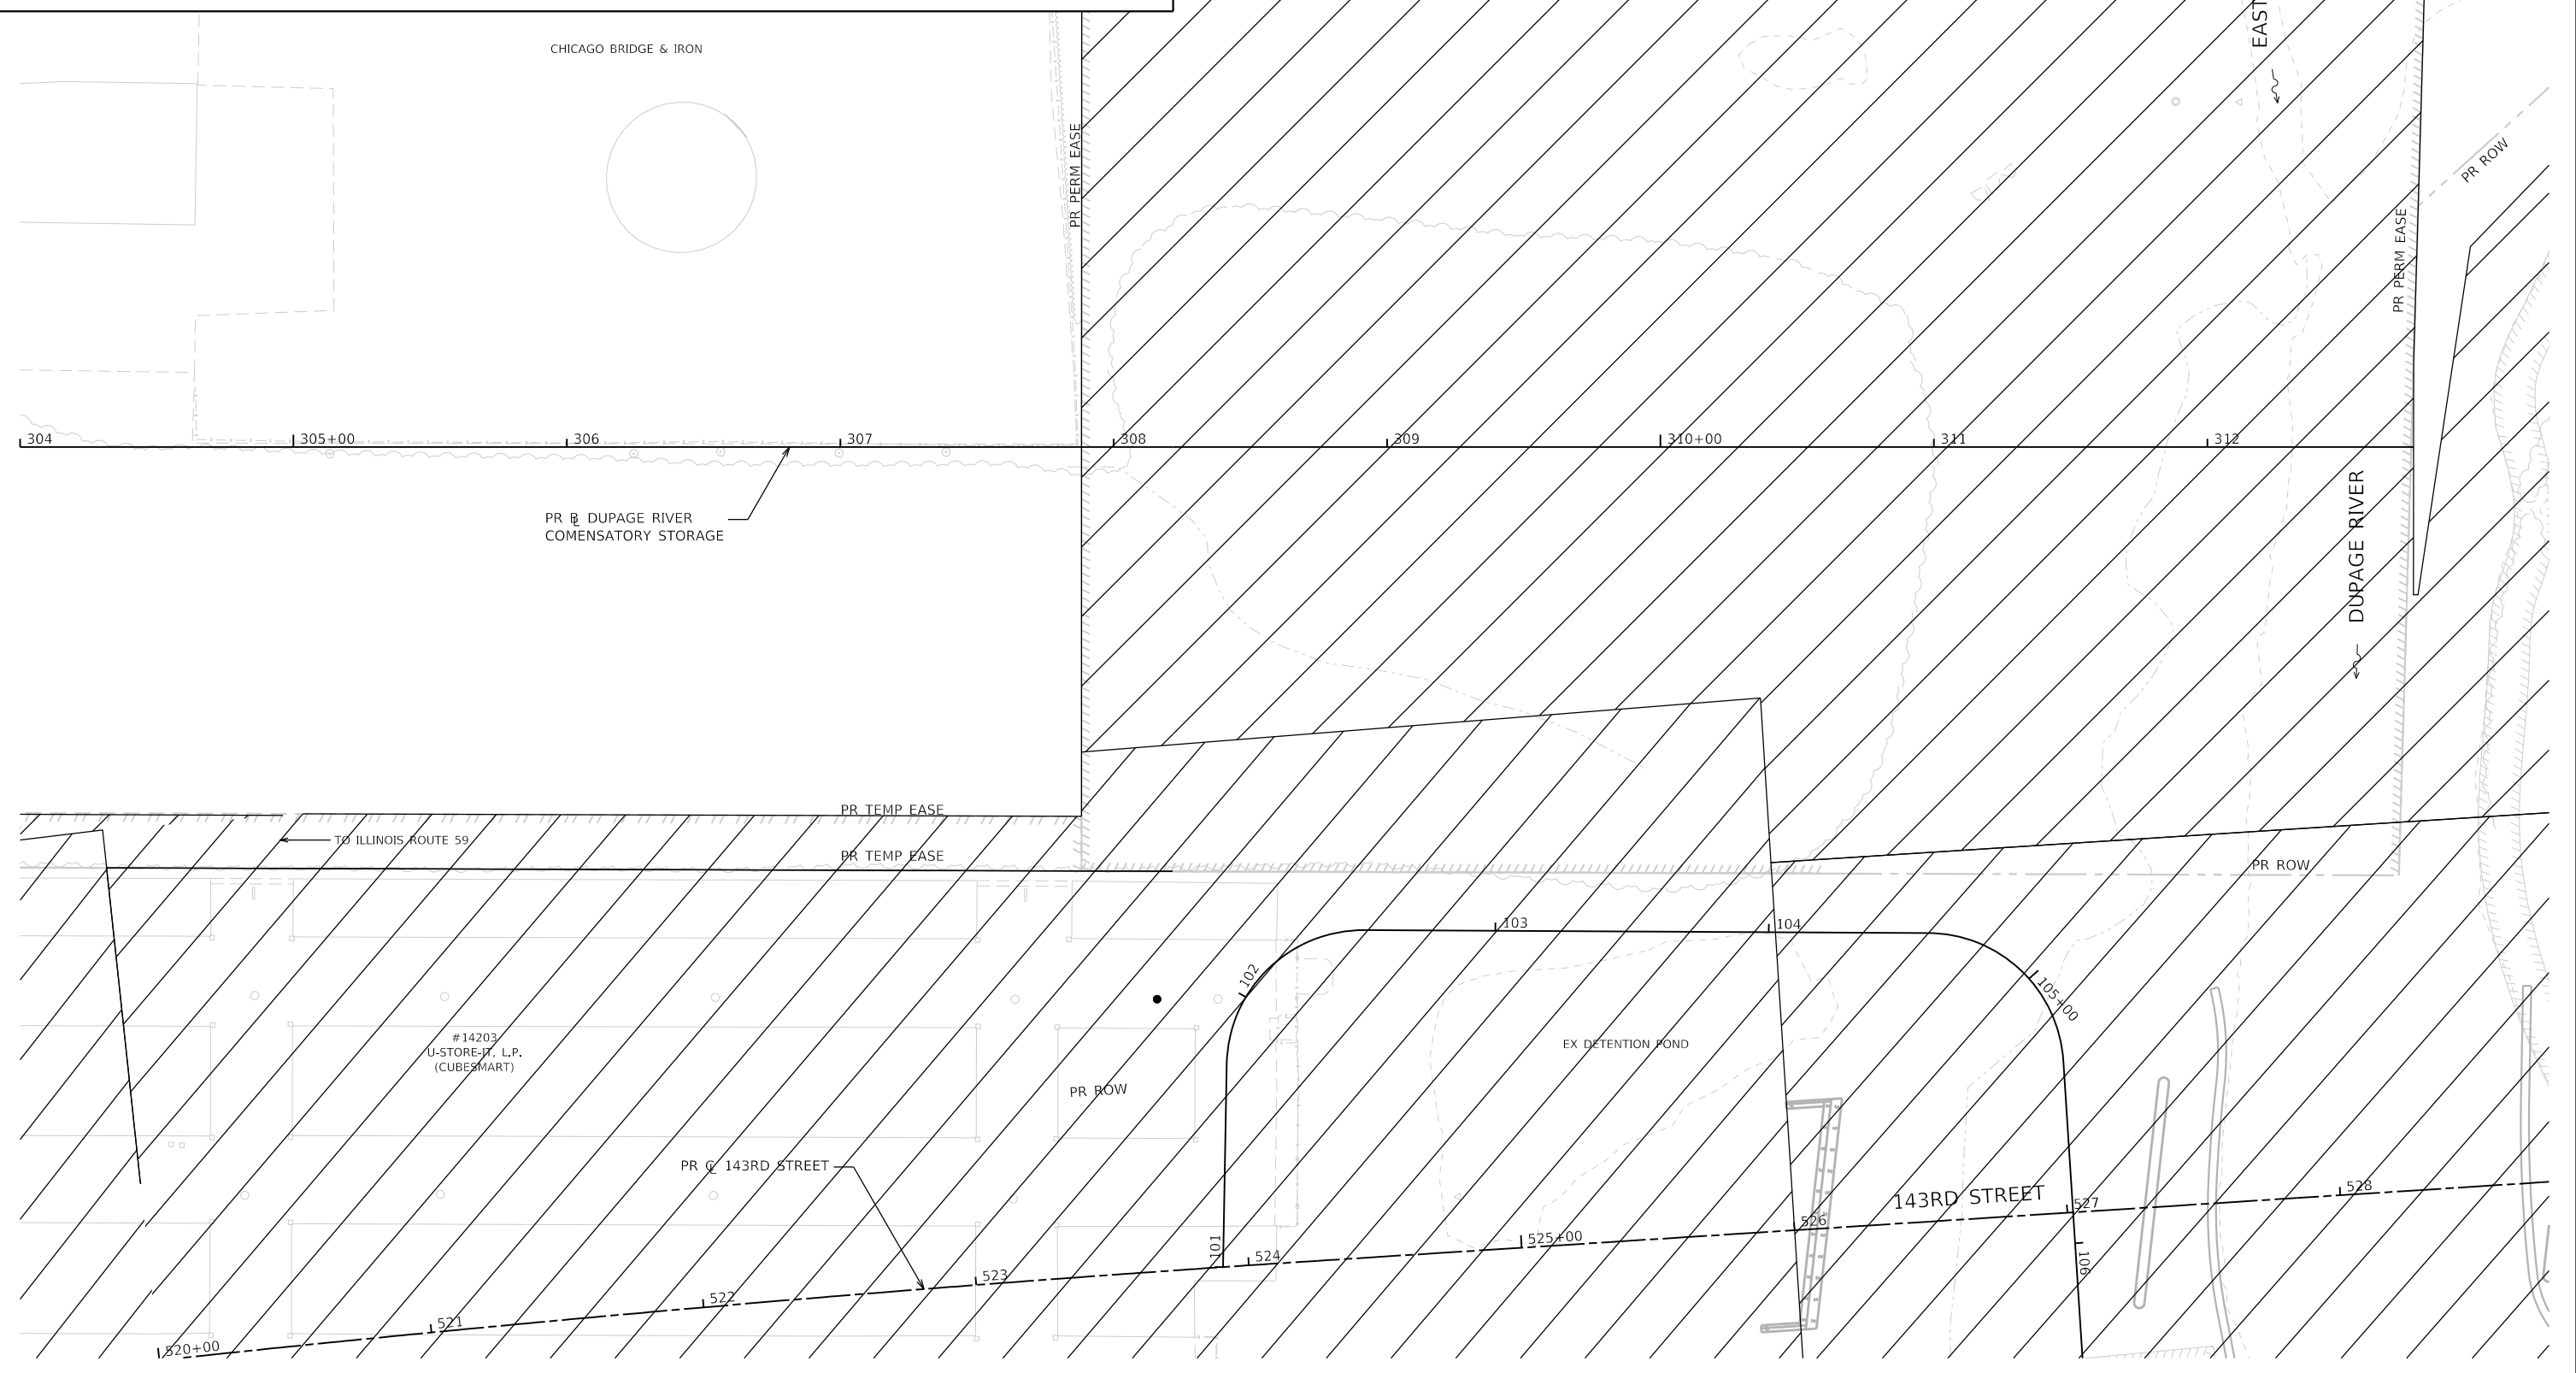 EAST
CHICAGO BRIDGE & IRON
PR PERM EASE
PR ROW
PR PERM EASE
304
305+00
306
307
308
309
310+00
311
312
PR ⅊ DUPAGE RIVER
COMENSATORY STORAGE
DUPAGE RIVER
PR TEMP EASE
TO ILLINOIS ROUTE 59
PR TEMP EASE
PR ROW
103
104
102
105+00
#14203
U-STORE-IT, L.P.
(CUBESMART)
EX DETENTION POND
PR ROW
PR ℄ 143RD STREET
143RD STREET
101
106
520+00
521
522
523
524
525+00
526
527
528